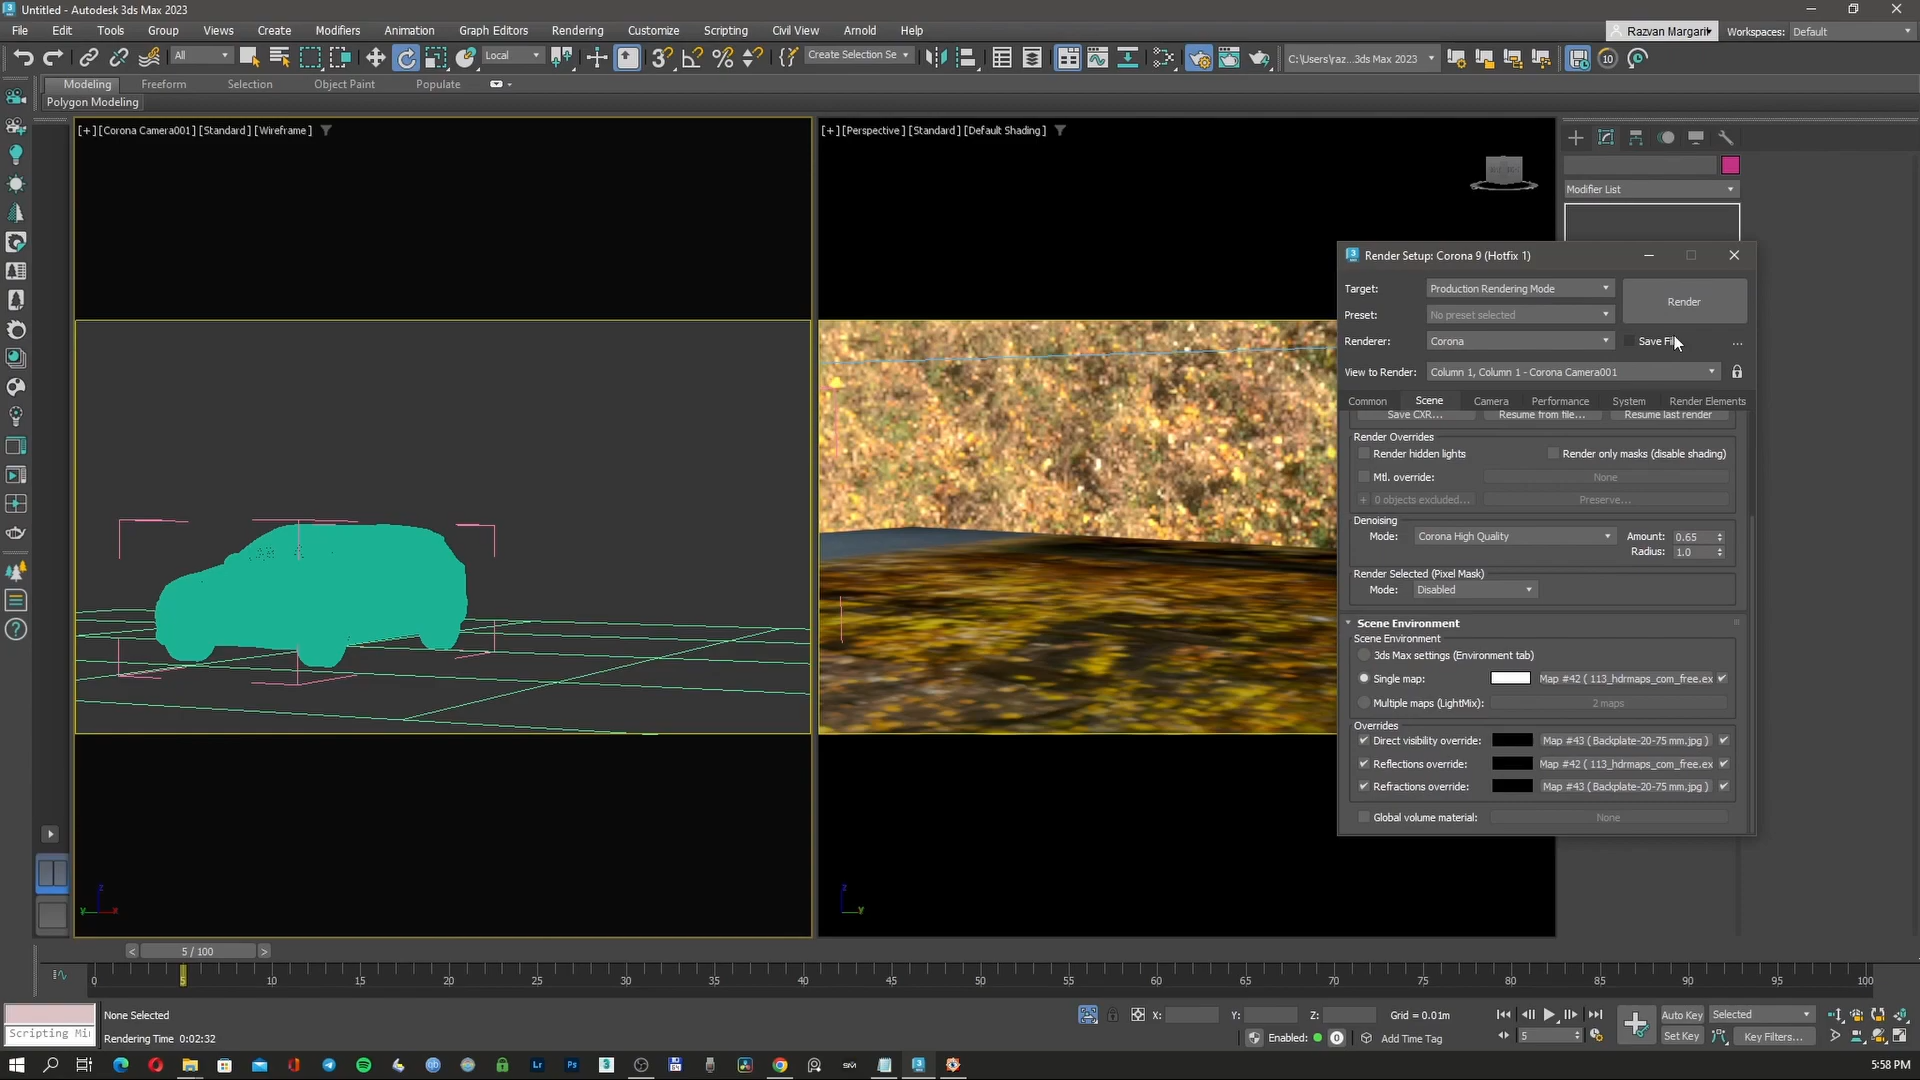 Untitled - Autodesk 3ds Max 2023
File Edit Tools Group Views Create Modifiers Animation Graph Editors Rendering Customize Scripting Civil View Arnold Help
Razvan Margari
Workspaces: Default
All
Local
Create Selection Se
C:\Users\raz...3ds Max 2023
Modeling Freeform Selection Object Paint Populate
Polygon Modeling
[+] [Corona Camera001] [Standard] [Wireframe]
[+] [Perspective] [Standard] [Default Shading]
Modifier List
Render Setup: Corona 9 (Hotfix 1)
Target: Production Rendering Mode
Render
Preset: No preset selected
Renderer: Corona
Save Fil
...
View to Render: Column 1, Column 1 - Corona Camera001
Common Scene Camera Performance System Render Elements
Save CXR... Resume from file... Resume last render
Render Overrides
Render hidden lights
Render only masks (disable shading)
Mtl. override: None
+ 0 objects excluded... Preserve...
Denoising
Mode: Corona High Quality Amount: 0.65
Radius: 1.0
Render Selected (Pixel Mask)
Mode: Disabled
Scene Environment
Scene Environment
3ds Max settings (Environment tab)
Single map: Map #42 ( 113_hdrmaps_com_free.ex
Multiple maps (LightMix): 2 maps
Overrides
Direct visibility override: Map #43 ( Backplate-20-75 mm.jpg )
Reflections override: Map #42 ( 113_hdrmaps_com_free.ex
Refractions override: Map #43 ( Backplate-20-75 mm.jpg )
Global volume material: None
z
y x
z
y
< 5 / 100 >
0 5 10 15 20 25 30 35 40 45 50 55 60 65 70 75 80 85 90 95 100
None Selected
X: Y: Z: Grid = 0.01m
Auto Key Selected
Scripting Mi
Rendering Time 0:02:32
Enabled: 0 Add Time Tag
5
Set Key Key Filters...
5:58 PM